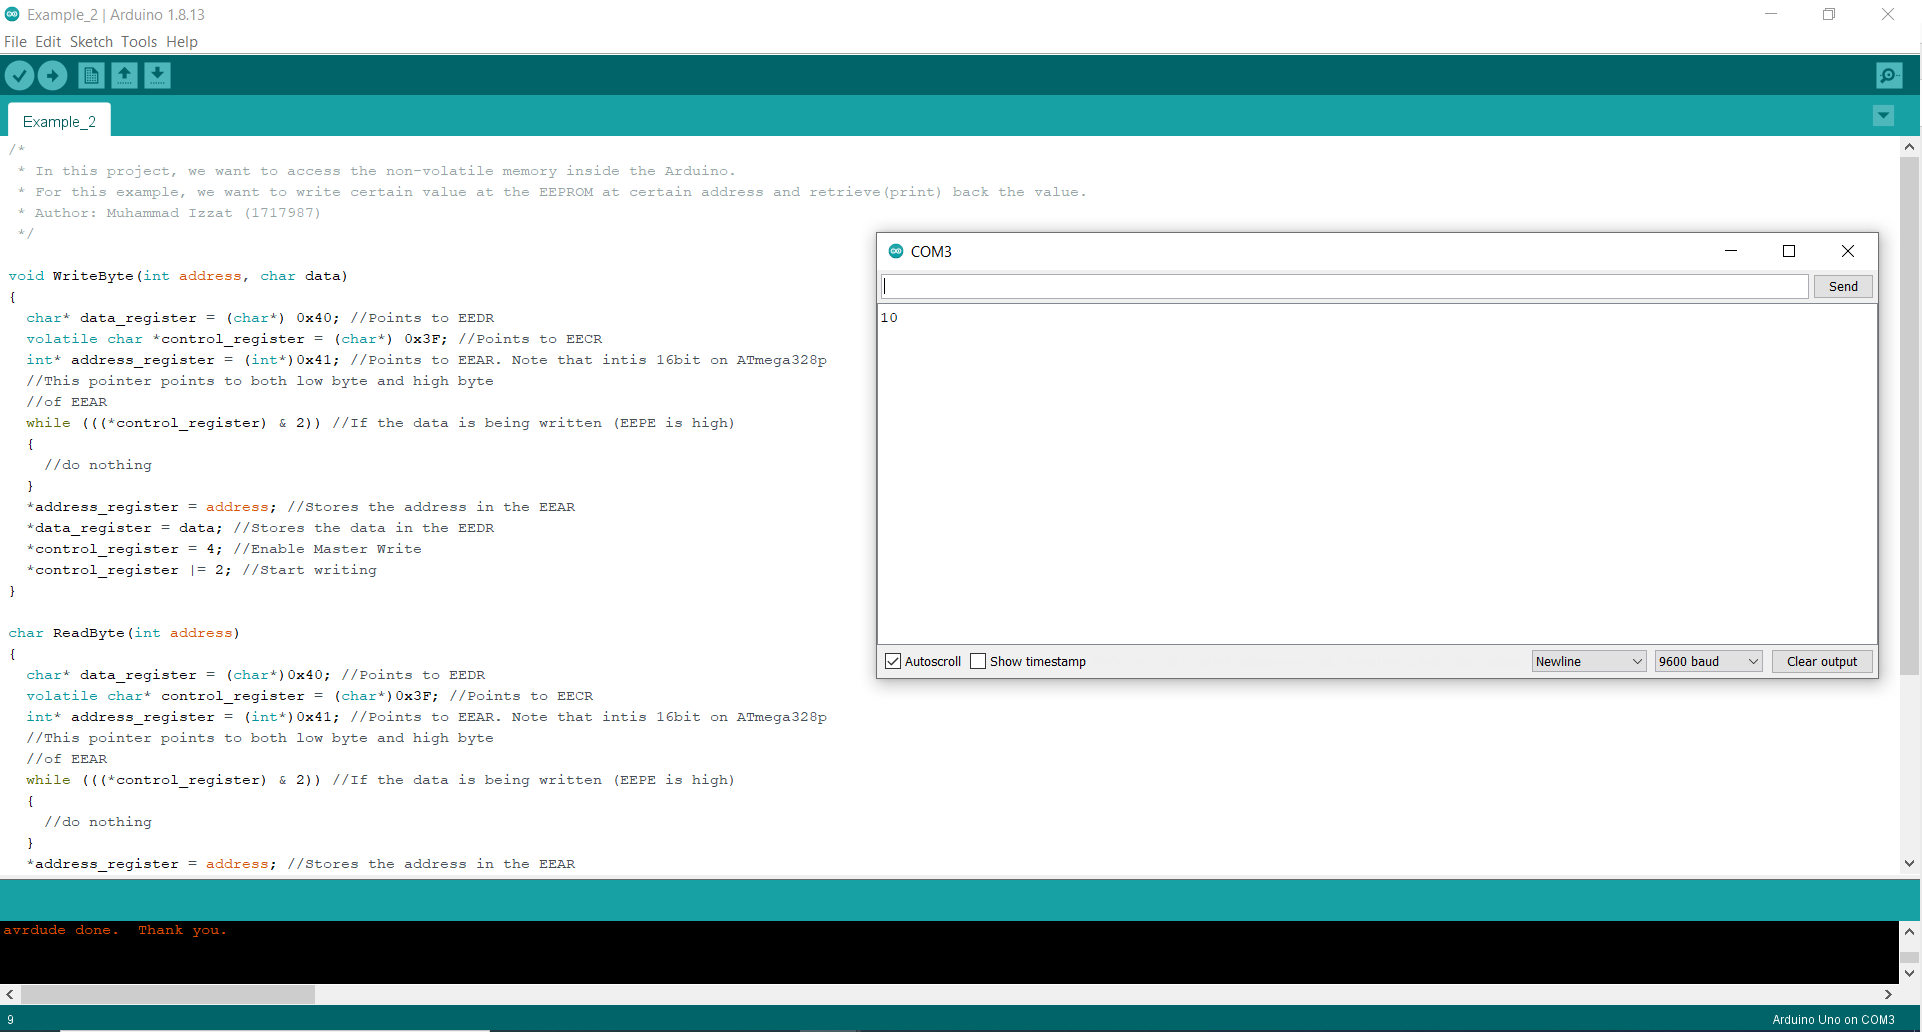 Example_2 | Arduino 1.8.13
File Edit Sketch Tools Help
Example_2
/*
 * In this project, we want to access the non-volatile memory inside the Arduino.
 * For this example, we want to write certain value at the EEPROM at certain address and retrieve(print) back the value.
 * Author: Muhammad Izzat (1717987)
 */
void WriteByte(int address, char data)
{
  char* data_register = (char*) 0x40; //Points to EEDR
  volatile char *control_register = (char*) 0x3F; //Points to EECR
  int* address_register = (int*)0x41; //Points to EEAR. Note that intis 16bit on ATmega328p
  //This pointer points to both low byte and high byte
  //of EEAR
  while (((*control_register) & 2)) //If the data is being written (EEPE is high)
  {
    //do nothing
  }
  *address_register = address; //Stores the address in the EEAR
  *data_register = data; //Stores the data in the EEDR
  *control_register = 4; //Enable Master Write
  *control_register |= 2; //Start writing
}
char ReadByte(int address)
{
  char* data_register = (char*)0x40; //Points to EEDR
  volatile char* control_register = (char*)0x3F; //Points to EECR
  int* address_register = (int*)0x41; //Points to EEAR. Note that intis 16bit on ATmega328p
  //This pointer points to both low byte and high byte
  //of EEAR
  while (((*control_register) & 2)) //If the data is being written (EEPE is high)
  {
    //do nothing
  }
  *address_register = address; //Stores the address in the EEAR
COM3
Send
10
Autoscroll Show timestamp Newline 9600 baud Clear output
avrdude done.  Thank you.
9 Arduino Uno on COM3